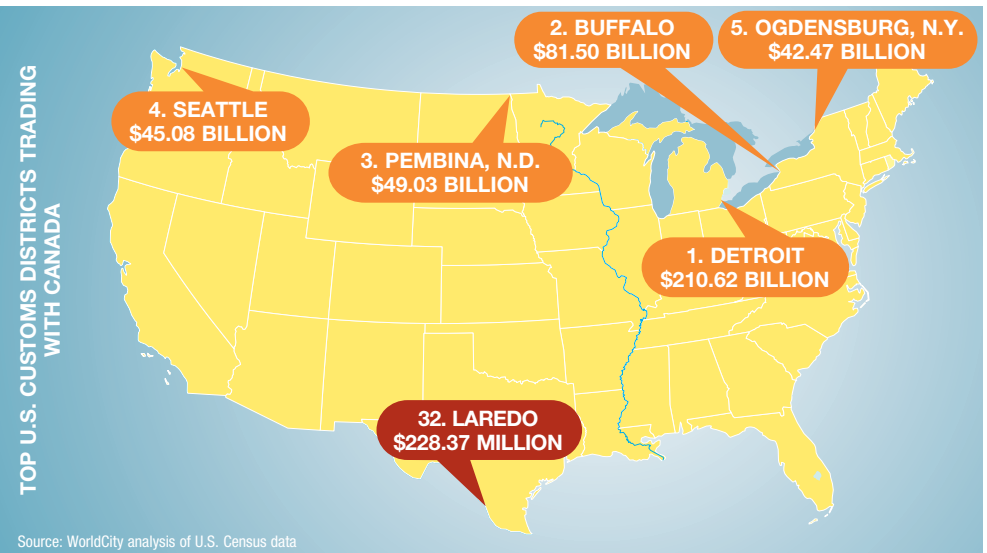 TOP U.S. CUSTOMS DISTRICTS TRADING
WITH CANADA
2. BUFFALO
$81.50 BILLION
5. OGDENSBURG, N.Y.
$42.47 BILLION
4. SEATTLE
$45.08 BILLION
3. PEMBINA, N.D.
$49.03 BILLION
1. DETROIT
$210.62 BILLION
32. LAREDO
$228.37 MILLION
Source: WorldCity analysis of U.S. Census data